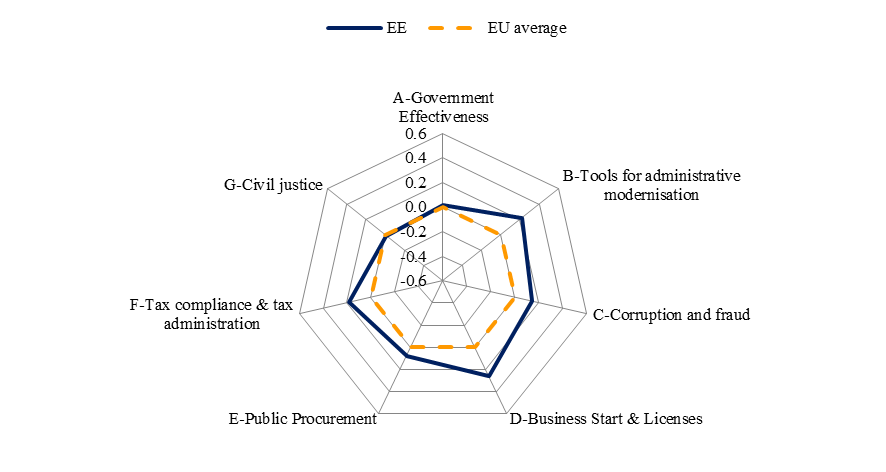 EE
EU average
A-Government
Effectiveness
0.6
0.4
0.2
0.0
-0.2
-0.4
-0.6
B-Tools for administrative
modernisation
C-Corruption and fraud
D-Business Start & Licenses
E-Public Procurement
F-Tax compliance & tax
administration
G-Civil justice